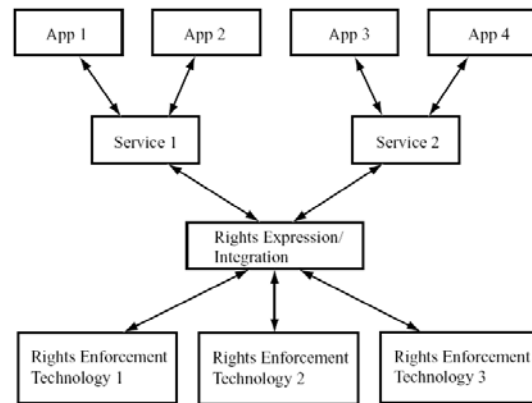 App 1
App 2
App 3
App 4
Service 1
Service 2
Rights Expression/
Integration
Rights Enforcement
Technology 1
Rights Enforcement
Technology 2
Rights Enforcement
Technology 3